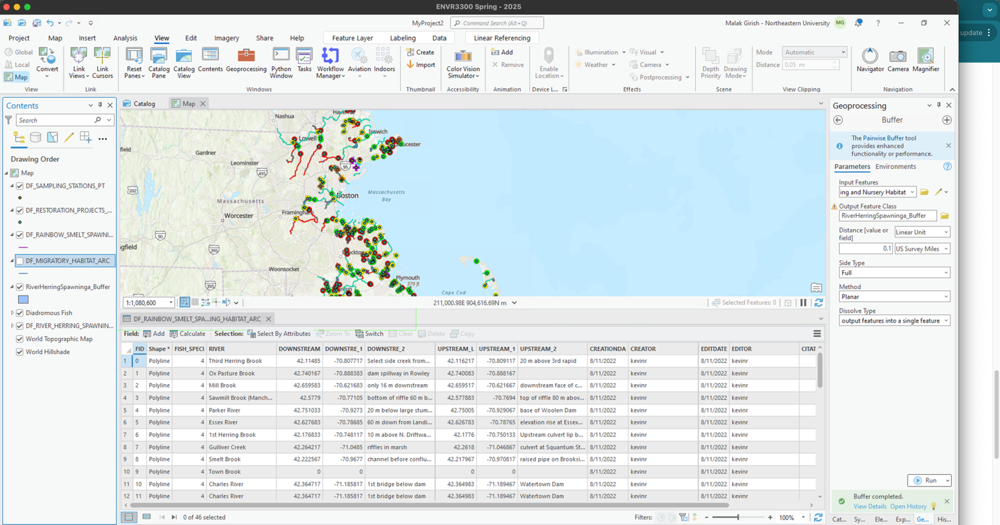 ENVR3300 Spring - 2025
MyProject2
Command Search (Alt+Q)
Malak Girish - Northeastern University
MG
?
update
Project Map Insert Analysis View Edit Imagery Share Help Feature Layer Labeling Data Linear Referencing
Global
Local
Map
Convert
View
Link Views
Link Cursors
Link
Reset Panes
Catalog Pane
Catalog View
Contents
Geoprocessing
Python Window
Tasks
Workflow Manager
Aviation
Indoors
Windows
Create
Import
Thumbnail
Color Vision Simulator
Accessibility
Add
Remove
Animation
Enable Location
Device L...
Illumination
Weather
Visual
Camera
Postprocessing
Effects
Depth Priority
Drawing Mode
Scene
Mode Automatic
Distance 0.05 m
View Clipping
Navigator
Camera
Magnifier
Navigation
Contents
Search
Drawing Order
Map
DF_SAMPLING_STATIONS_PT
DF_RESTORATION_PROJECTS_...
DF_RAINBOW_SMELT_SPAWNI...
DF_MIGRATORY_HABITAT_ARC
RiverHerringSpawninga_Buffer
Diadromous Fish
DF_RIVER_HERRING_SPAWNIN...
World Topographic Map
World Hillshade
Catalog
Map
Nashua
Haver
Ipswich
Lowell
ucester
field
Gardner
Leominster
495
95
202
Massachusetts
Boston
Massachusetts
Bay
Worcester
Framingham
90
90
395
gfield
Brockton
Woonsocket
Plymouth
379 ft
395
Cape Cod
1:1,080,600
211,000.98E 904,616.69N m
Selected Features: 0
DF_RAINBOW_SMELT_SPA...ING_HABITAT_ARC
Field: Add Calculate Selection: Select By Attributes Zoom To Switch Clear Delete Copy
FID Shape * FISH_SPECI RIVER DOWNSTREAM DOWNSTRE_1 DOWNSTRE_2 UPSTREAM_L UPSTREAM_1 UPSTREAM_2 CREATIONDA CREATOR EDITDATE EDITOR CITAT
1 0 Polyline 4 Third Herring Brook 42.11485 -70.807717 Select side creek from... 42.116217 -70.809117 20 m above 3rd rapid 8/11/2022 kevinr 8/11/2022 kevinr
2 1 Polyline 4 Ox Pasture Brook 42.740167 -70.888383 dam spillway in Rowley 42.740083 -70.888167 8/11/2022 kevinr 8/11/2022 kevinr
3 2 Polyline 4 Mill Brook 42.659583 -70.621683 only 16 m downstream 42.659517 -70.621667 downstream face of c... 8/11/2022 kevinr 8/11/2022 kevinr
4 3 Polyline 4 Sawmill Brook (Manch... 42.5779 -70.77105 bottom of riffle 60 m b... 42.577883 -70.7694 top of riffle 80 m abov... 8/11/2022 kevinr 8/11/2022 kevinr
5 4 Polyline 4 Parker River 42.751033 -70.9273 20 m below large stum... 42.75005 -70.929067 base of Woolen Dam 8/11/2022 kevinr 8/11/2022 kevinr
6 5 Polyline 4 Essex River 42.627683 -70.78685 60 m down from Landi... 42.626783 -70.78765 elevation rise at Essex... 8/11/2022 kevinr 8/11/2022 kevinr
7 6 Polyline 4 1st Herring Brook 42.176833 -70.748117 10 m above N. Driftwa... 42.1776 -70.750133 Upstream culvert lip b... 8/11/2022 kevinr 8/11/2022 kevinr
8 7 Polyline 4 Gulliver Creek 42.264217 -71.0485 riffles in marsh 42.2618 -71.046867 culvert at Squantum St... 8/11/2022 kevinr 8/11/2022 kevinr
9 8 Polyline 4 Smelt Brook 42.222567 -70.9677 channel before conflu... 42.217967 -70.970817 raised pipe on Brooksi... 8/11/2022 kevinr 8/11/2022 kevinr
10 9 Polyline 4 Town Brook 0 0 0 0 8/11/2022 kevinr 8/11/2022 kevinr
11 10 Polyline 4 Charles River 42.364717 -71.185817 1st bridge below dam 42.364983 -71.189467 Watertown Dam 8/11/2022 kevinr 8/11/2022 kevinr
12 11 Polyline 4 Charles River 42.364717 -71.185817 1st bridge below dam 42.364983 -71.189467 Watertown Dam 8/11/2022 kevinr 8/11/2022 kevinr
0 of 46 selected
Filters:
100%
Geoprocessing
Buffer
The Pairwise Buffer tool
provides enhanced
functionality or performance.
Parameters Environments
Input Features
ing and Nursery Habitat
Output Feature Class
RiverHerringSpawninga_Buffer
Distance [value or
field]
Linear Unit
0.1 US Survey Miles
Side Type
Full
Method
Planar
Dissolve Type
output features into a single feature
Run
Buffer completed.
View Details Open History
Cat... Sy... Ele... Exp... Ge... His...